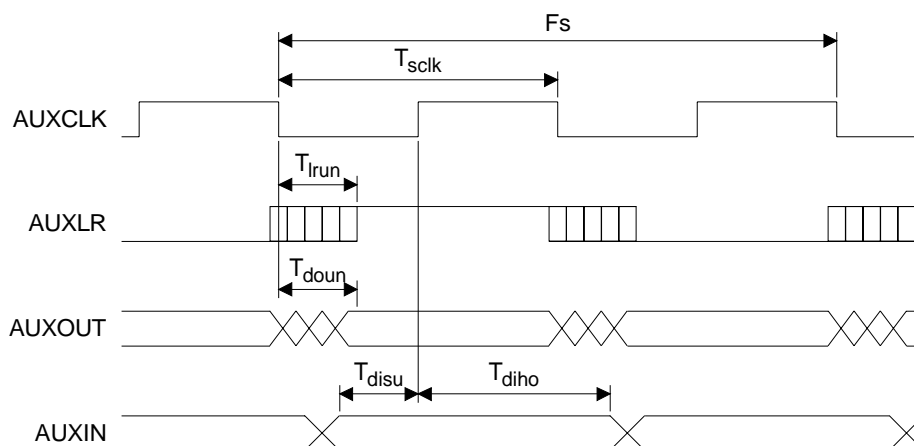 Fs
Tsclk
AUXCLK
Tlrun
AUXLR
Tdoun
AUXOUT
Tdisu Tdiho
AUXIN